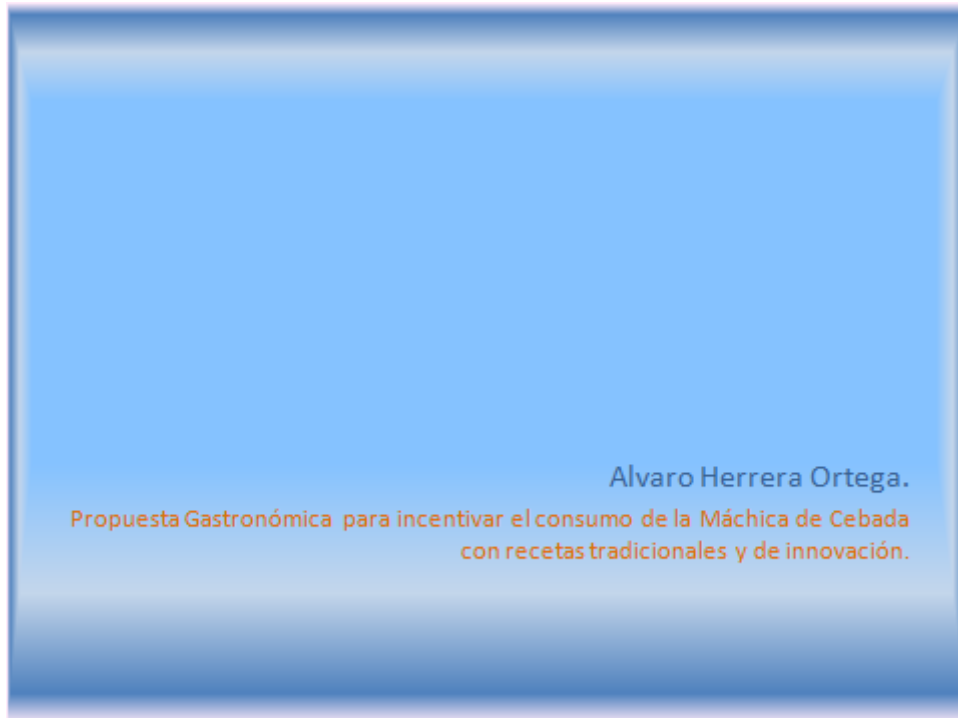 Alvaro Herrera Ortega.
Propuesta Gastronómica para incentivar el consumo de la Máchica de Cebada
con recetas tradicionales y de innovación.